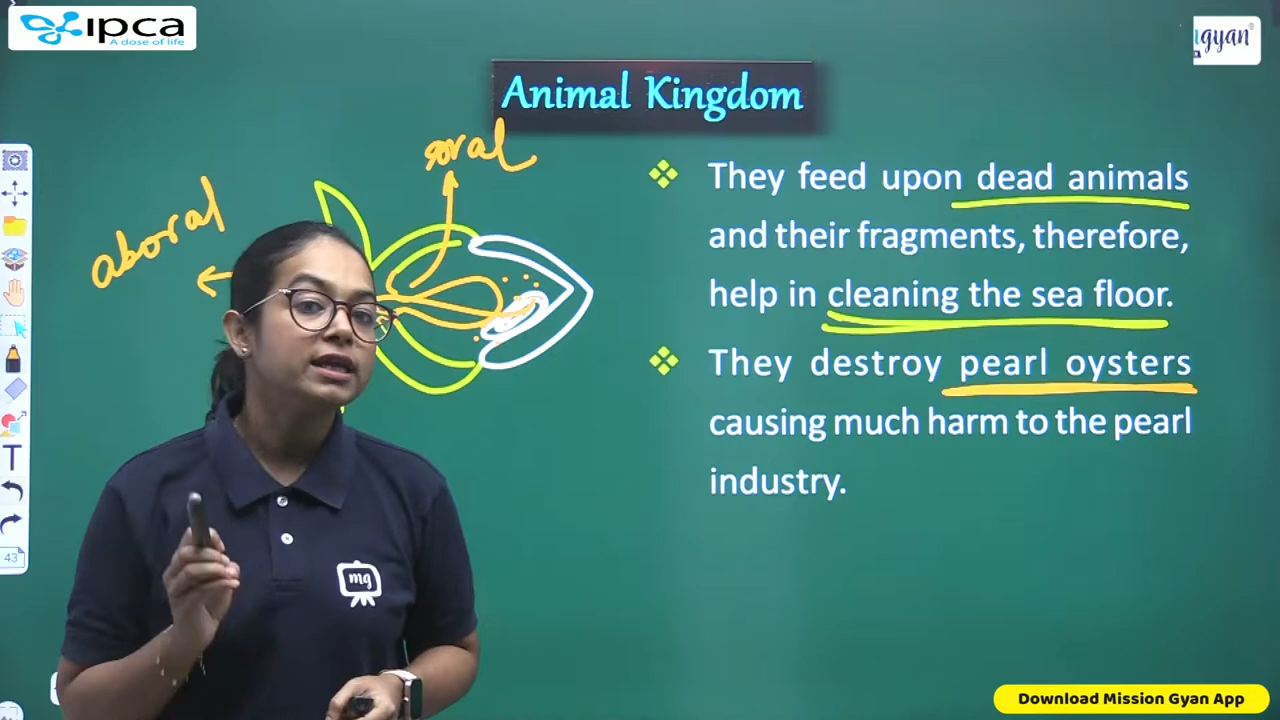 ipca
A dose of life
gyan
Animal Kingdom
oral
aboral
They feed upon dead animals
and their fragments, therefore,
help in cleaning the sea floor.
They destroy pearl oysters
causing much harm to the pearl
industry.
mg
T
43
Download Mission Gyan App